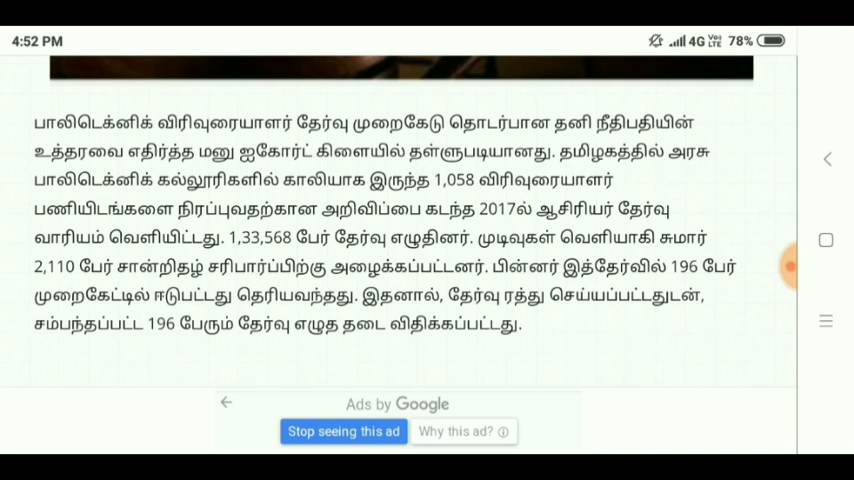 4:52 PM
4G Vo) LTE 78%
பாலிடெக்னிக் விரிவுரையாளர் தேர்வு முறைகேடு தொடர்பான தனி நீதிபதியின்
உத்தரவை எதிர்த்த மனு ஐகோர்ட் கிளையில் தள்ளுபடியானது. தமிழகத்தில் அரசு
பாலிடெக்னிக் கல்லூரிகளில் காலியாக இருந்த 1,058 விரிவுரையாளர்
பணியிடங்களை நிரப்புவதற்கான அறிவிப்பை கடந்த 2017ல் ஆசிரியர் தேர்வு
வாரியம் வெளியிட்டது. 1,33,568 பேர் தேர்வு எழுதினர். முடிவுகள் வெளியாகி சுமார்
2,110 பேர் சான்றிதழ் சரிபார்ப்பிற்கு அழைக்கப்பட்டனர். பின்னர் இத்தேர்வில் 196 பேர்
முறைகேட்டில் ஈடுபட்டது தெரியவந்தது. இதனால், தேர்வு ரத்து செய்யப்பட்டதுடன்,
சம்பந்தப்பட்ட 196 பேரும் தேர்வு எழுத தடை விதிக்கப்பட்டது.
Ads by Google
Stop seeing this ad
Why this ad?